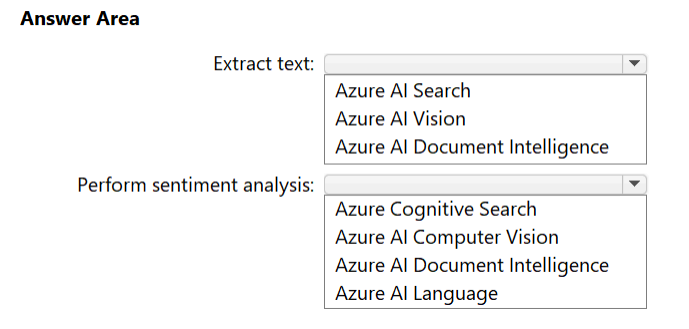 Answer Area
Extract text:
Azure AI Search
Azure AI Vision
Azure AI Document Intelligence
Perform sentiment analysis:
Azure Cognitive Search
Azure AI Computer Vision
Azure AI Document Intelligence
Azure AI Language